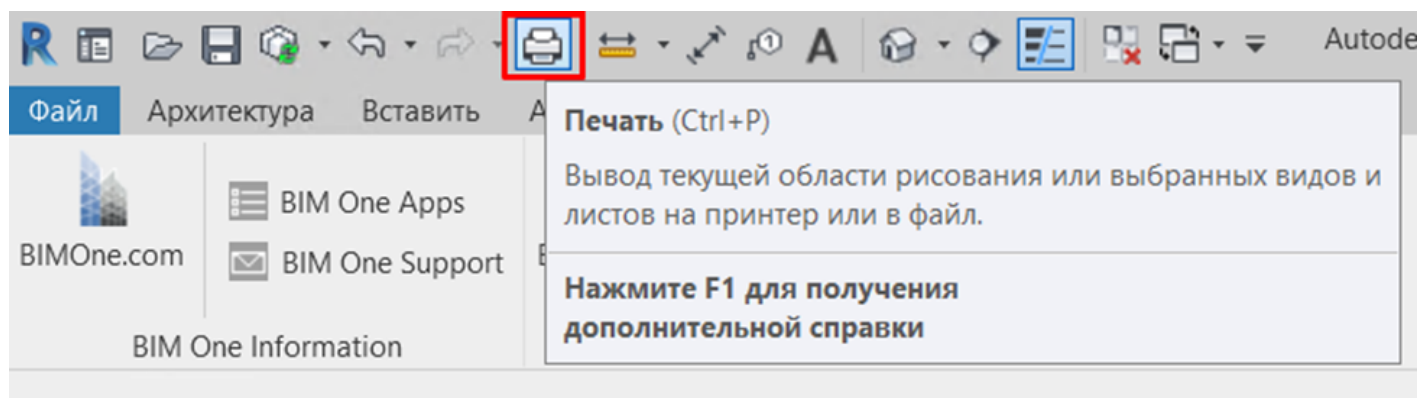 Autode
Файл Архитектура Вставить А
Печать (Ctrl+P)
Вывод текущей области рисования или выбранных видов и
листов на принтер или в файл.
BIM One Apps
BIMOne.com
BIM One Support
Нажмите F1 для получения
дополнительной справки
BIM One Information